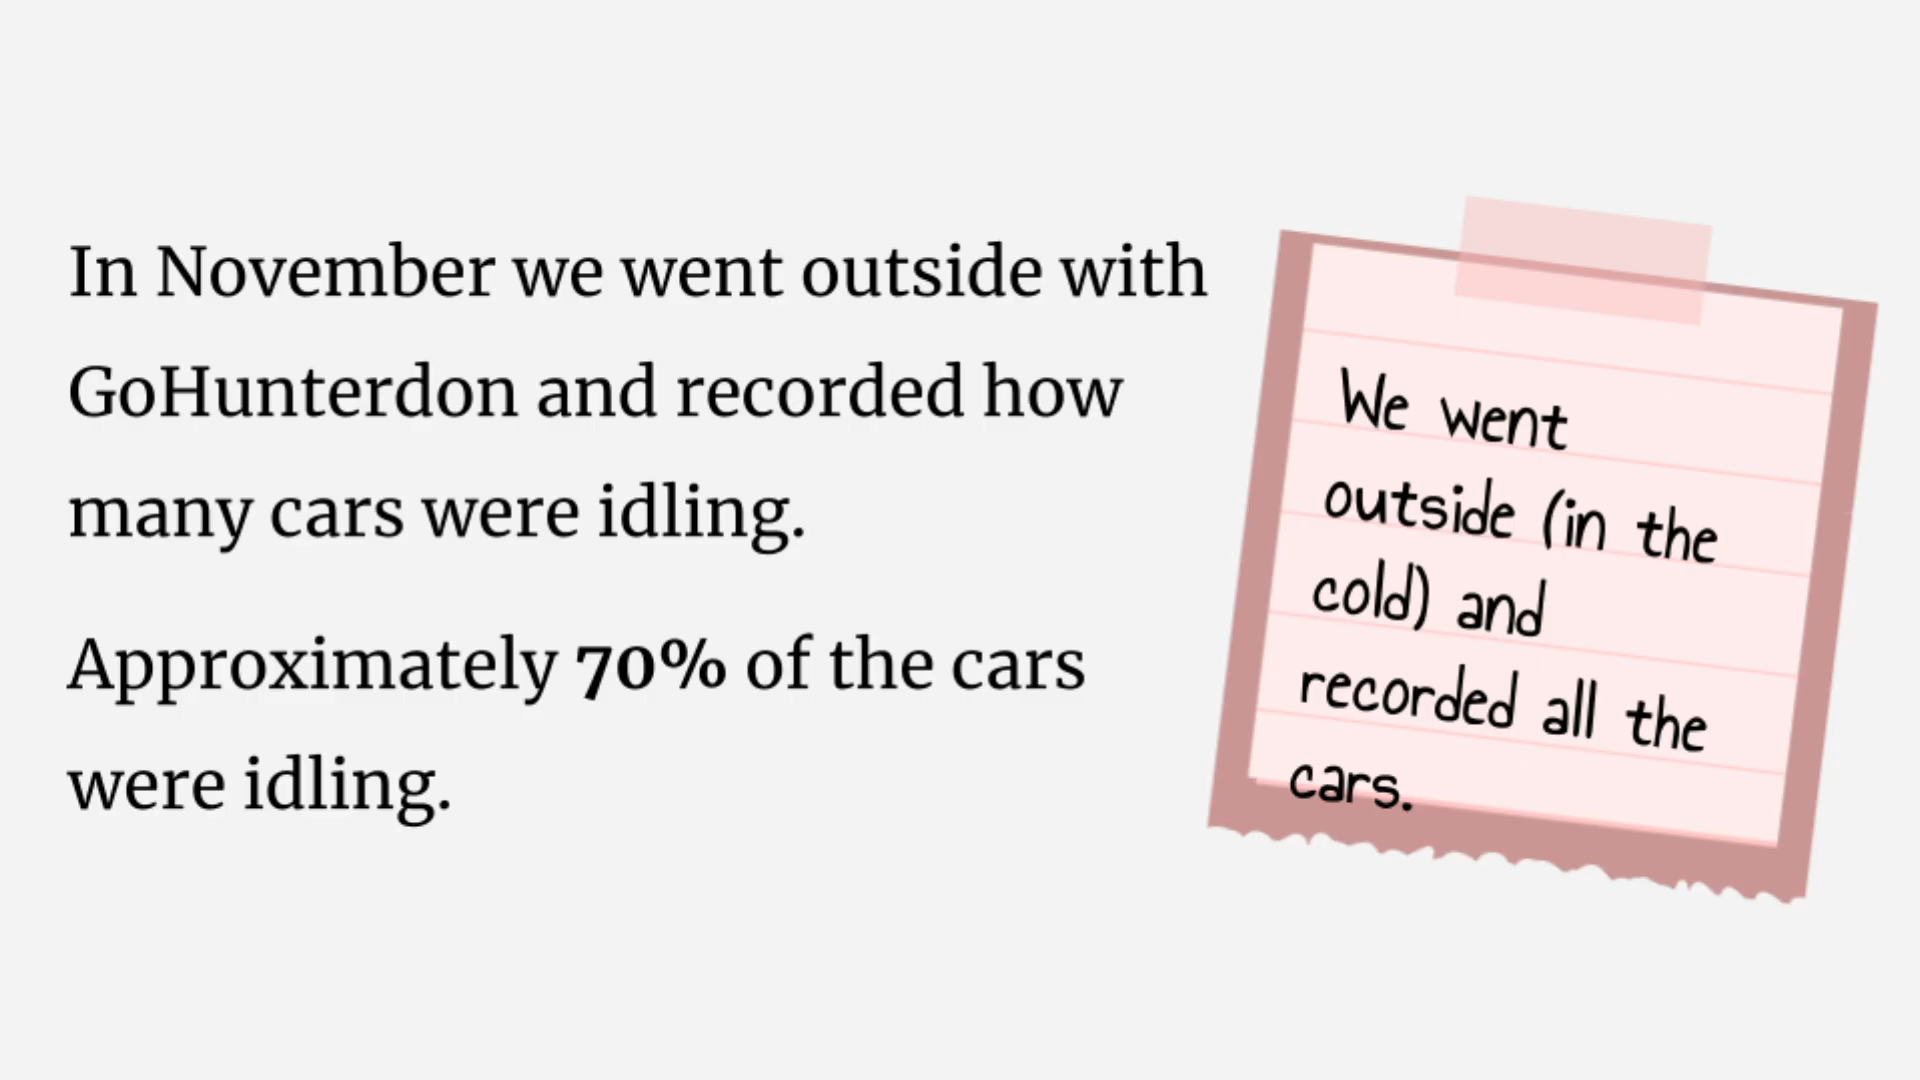 In November we went outside with
GoHunterdon and recorded how
many cars were idling.
Approximately 70% of the cars
were idling.
We went
outside (in the
cold) and
recorded all the
cars.